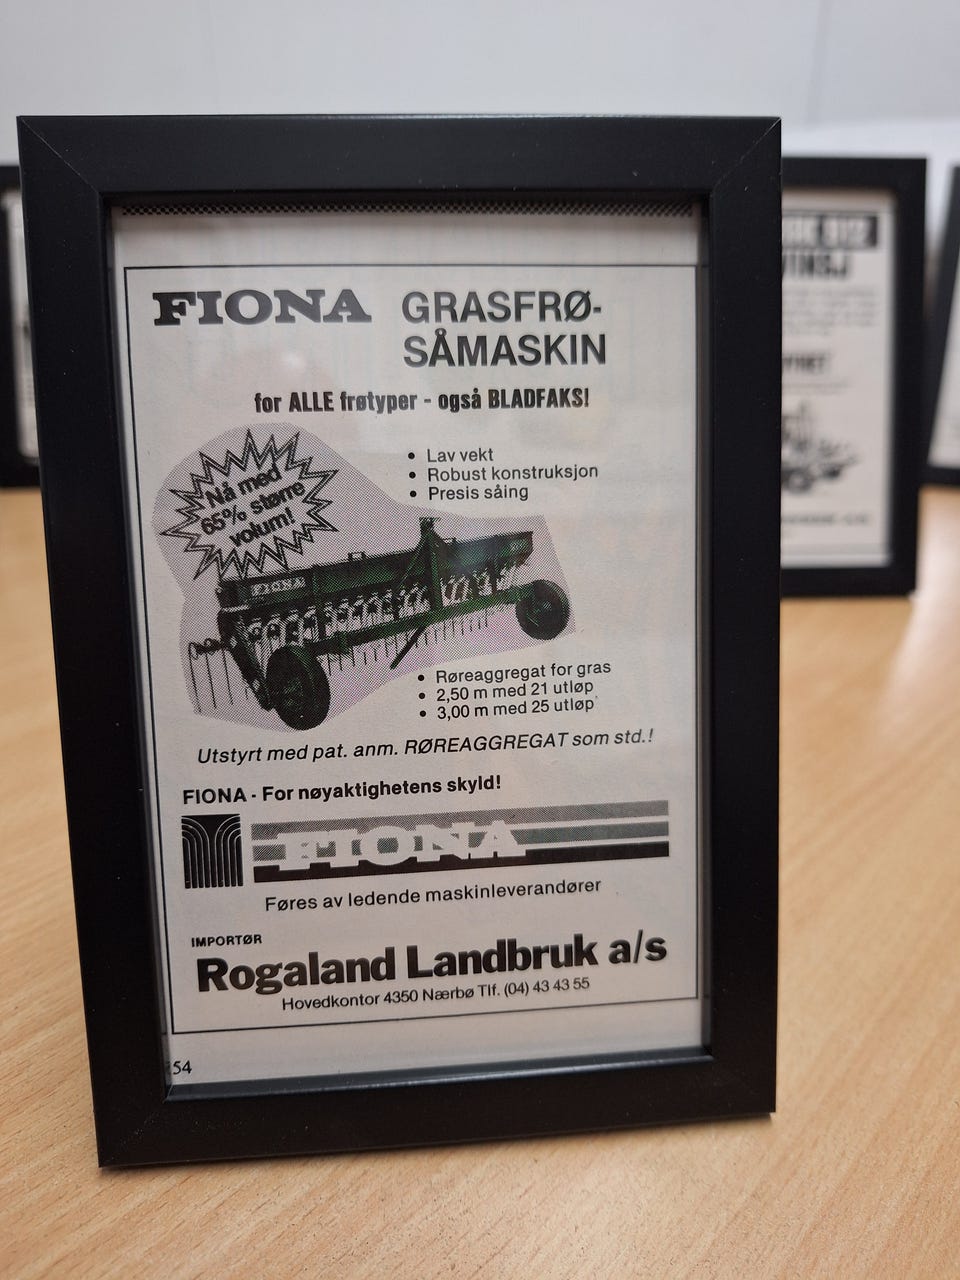 FIONA
GRASFRØ-
SÅMASKIN
for ALLE frøtyper - også BLADFAKS!
Nå med
65% større
volum!
• Lav vekt
• Robust konstruksjon
• Presis såing
FIONA
• Røreaggregat for gras
• 2,50 m med 21 utløp
• 3,00 m med 25 utløp
Utstyrt med pat. anm. RØREAGGREGAT som std.!
FIONA - For nøyaktighetens skyld!
FIONA
Føres av ledende maskinleverandører
IMPORTØR
Rogaland Landbruk a/s
Hovedkontor 4350 Nærbø Tlf. (04) 43 43 55
54